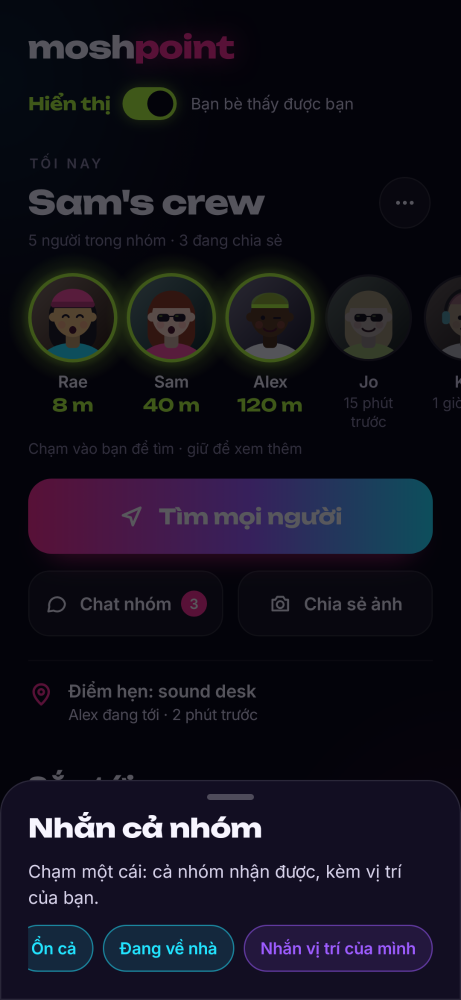 moshpoint
Hiển thị
Bạn bè thấy được bạn
TỐI NAY
Sam's crew
5 người trong nhóm · 3 đang chia sẻ
Rae
Sam
Alex
Jo
8 m
40 m
120 m
15 phút
trước
Chạm vào bạn để tìm · giữ để xem thêm
Tìm mọi người
Chat nhóm 3
Chia sẻ ảnh
Điểm hẹn: sound desk
Alex đang tới · 2 phút trước
Nhắn cả nhóm
Chạm một cái: cả nhóm nhận được, kèm vị trí
của bạn.
Ổn cả
Đang về nhà
Nhắn vị trí của mình